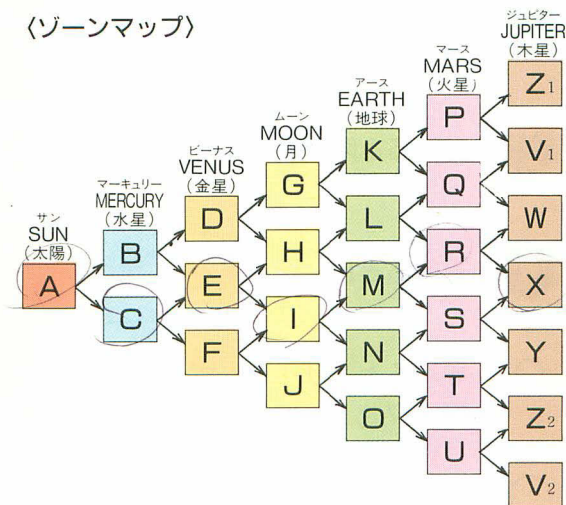 〈ゾーンマップ〉
サン
SUN
(太陽)
A
マーキュリー
MERCURY
(水星)
B
C
ビーナス
VENUS
(金星)
D
E
F
ムーン
MOON
(月)
G
H
I
J
アース
EARTH
(地球)
K
L
M
N
O
マース
MARS
(火星)
P
Q
R
S
T
U
ジュピター
JUPITER
(木星)
Z1
V1
W
X
Y
Z2
V2